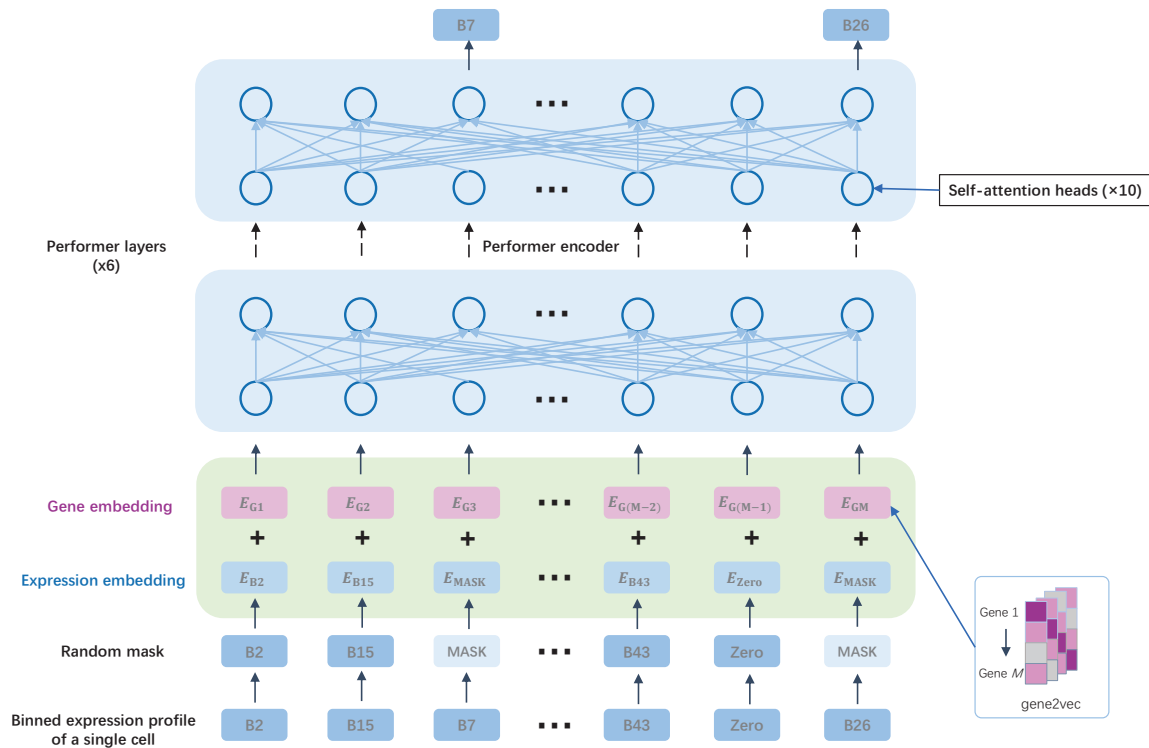 B7 B26
Self-attention heads (×10)
Performer layers
(x6)
Performer encoder
Gene embedding E_G1 E_G2 E_G3 E_G(M−2) E_G(M−1) E_GM
+ + + + + +
Expression embedding E_B2 E_B15 E_MASK E_B43 E_Zero E_MASK
Random mask B2 B15 MASK B43 Zero MASK
Binned expression profile
of a single cell
B2 B15 B7 B43 Zero B26
Gene 1
Gene M
gene2vec